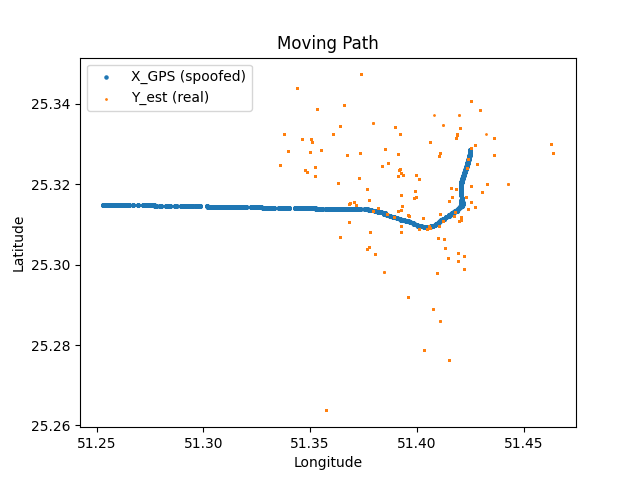 Moving Path
X_GPS (spoofed)
Y_est (real)
25.34
25.32
25.30
25.28
25.26
Latitude
51.25 51.30 51.35 51.40 51.45
Longitude